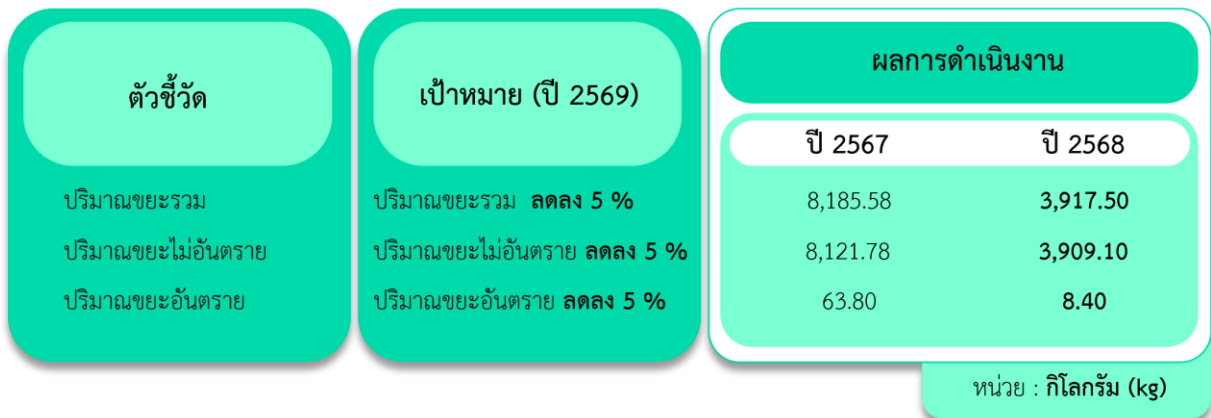 ตัวชี้วัด
เป้าหมาย (ปี 2569)
ผลการดำเนินงาน
ปี 2567 ปี 2568
ปริมาณขยะรวม ปริมาณขยะรวม ลดลง 5 % 8,185.58 3,917.50
ปริมาณขยะไม่อันตราย ปริมาณขยะไม่อันตราย ลดลง 5 % 8,121.78 3,909.10
ปริมาณขยะอันตราย ปริมาณขยะอันตราย ลดลง 5 % 63.80 8.40
หน่วย : กิโลกรัม (kg)